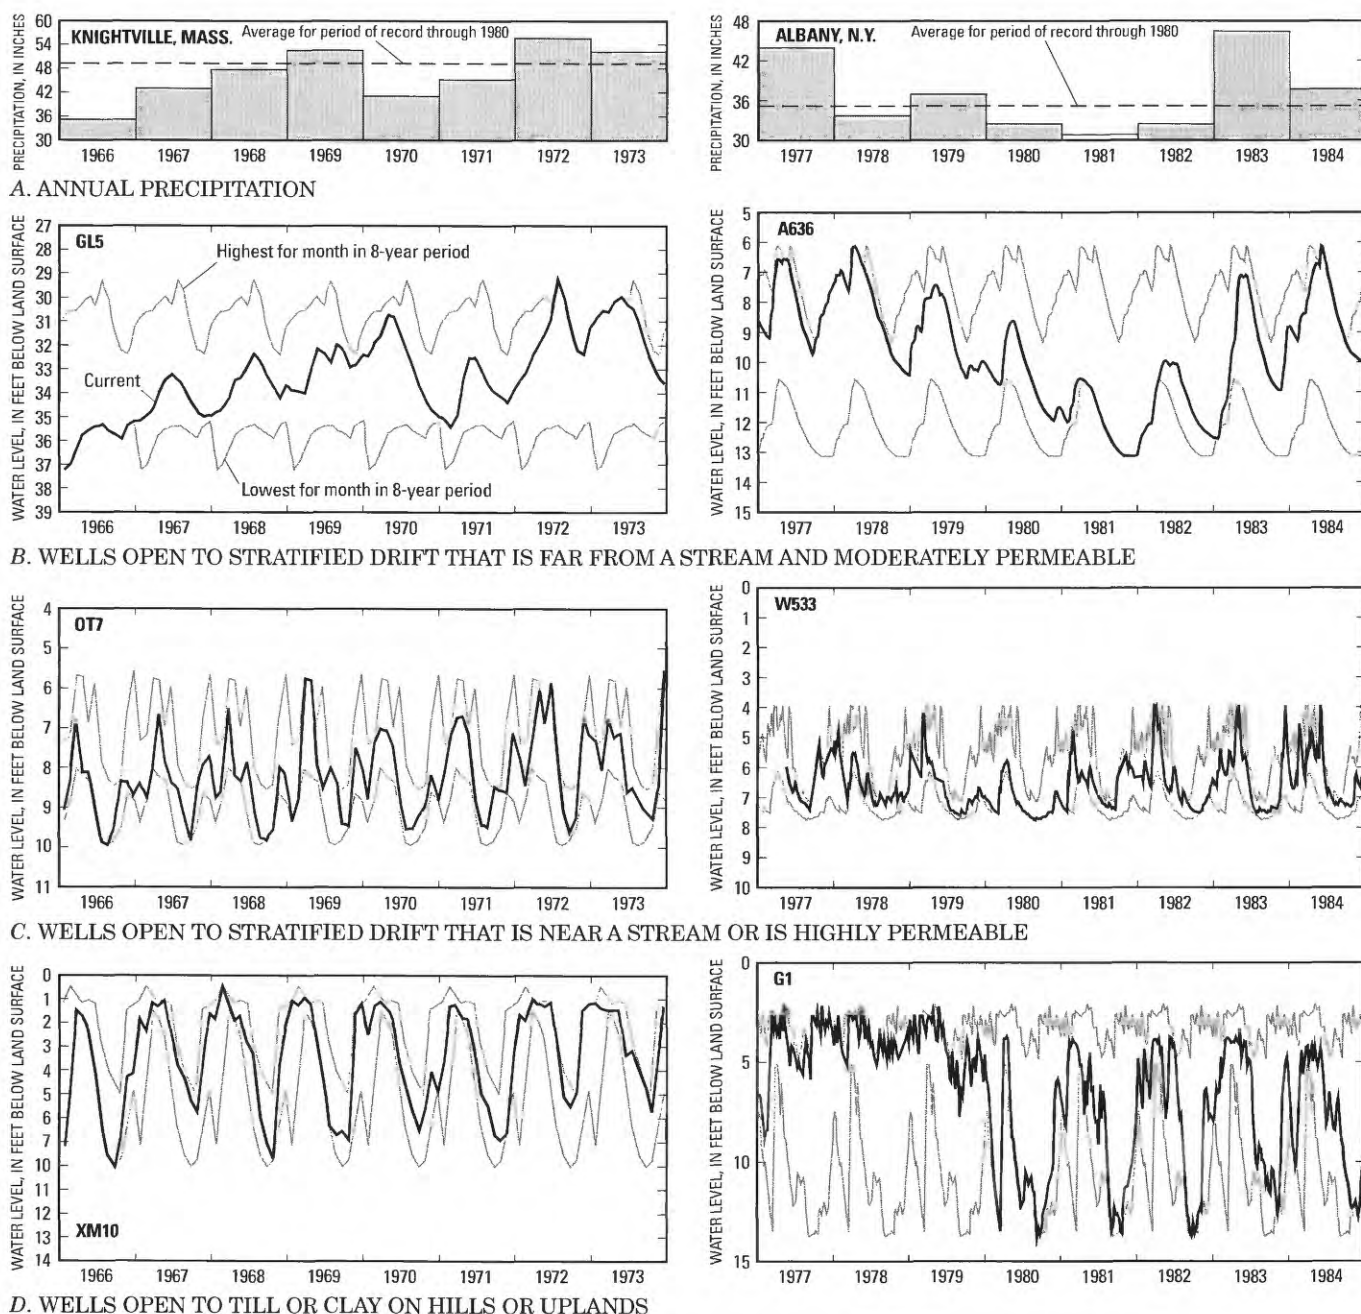 PRECIPITATION, IN INCHES
60
54
48
42
36
30
KNIGHTVILLE, MASS.
Average for period of record through 1980
1966 1967 1968 1969 1970 1971 1972 1973
PRECIPITATION, IN INCHES
48
42
36
30
ALBANY, N.Y.
Average for period of record through 1980
1977 1978 1979 1980 1981 1982 1983 1984
A. ANNUAL PRECIPITATION
WATER LEVEL, IN FEET BELOW LAND SURFACE
27
28
29
30
31
32
33
34
35
36
37
38
39
GL5
Highest for month in 8-year period
Current
Lowest for month in 8-year period
1966 1967 1968 1969 1970 1971 1972 1973
WATER LEVEL, IN FEET BELOW LAND SURFACE
5
6
7
8
9
10
11
12
13
14
15
A636
1977 1978 1979 1980 1981 1982 1983 1984
B. WELLS OPEN TO STRATIFIED DRIFT THAT IS FAR FROM A STREAM AND MODERATELY PERMEABLE
WATER LEVEL, IN FEET BELOW LAND SURFACE
4
5
6
7
8
9
10
11
OT7
1966 1967 1968 1969 1970 1971 1972 1973
WATER LEVEL, IN FEET BELOW LAND SURFACE
0
1
2
3
4
5
6
7
8
9
10
W533
1977 1978 1979 1980 1981 1982 1983 1984
C. WELLS OPEN TO STRATIFIED DRIFT THAT IS NEAR A STREAM OR IS HIGHLY PERMEABLE
WATER LEVEL, IN FEET BELOW LAND SURFACE
0
1
2
3
4
5
6
7
8
9
10
11
12
13
14
XM10
1966 1967 1968 1969 1970 1971 1972 1973
WATER LEVEL, IN FEET BELOW LAND SURFACE
0
5
10
15
G1
1977 1978 1979 1980 1981 1982 1983 1984
D. WELLS OPEN TO TILL OR CLAY ON HILLS OR UPLANDS